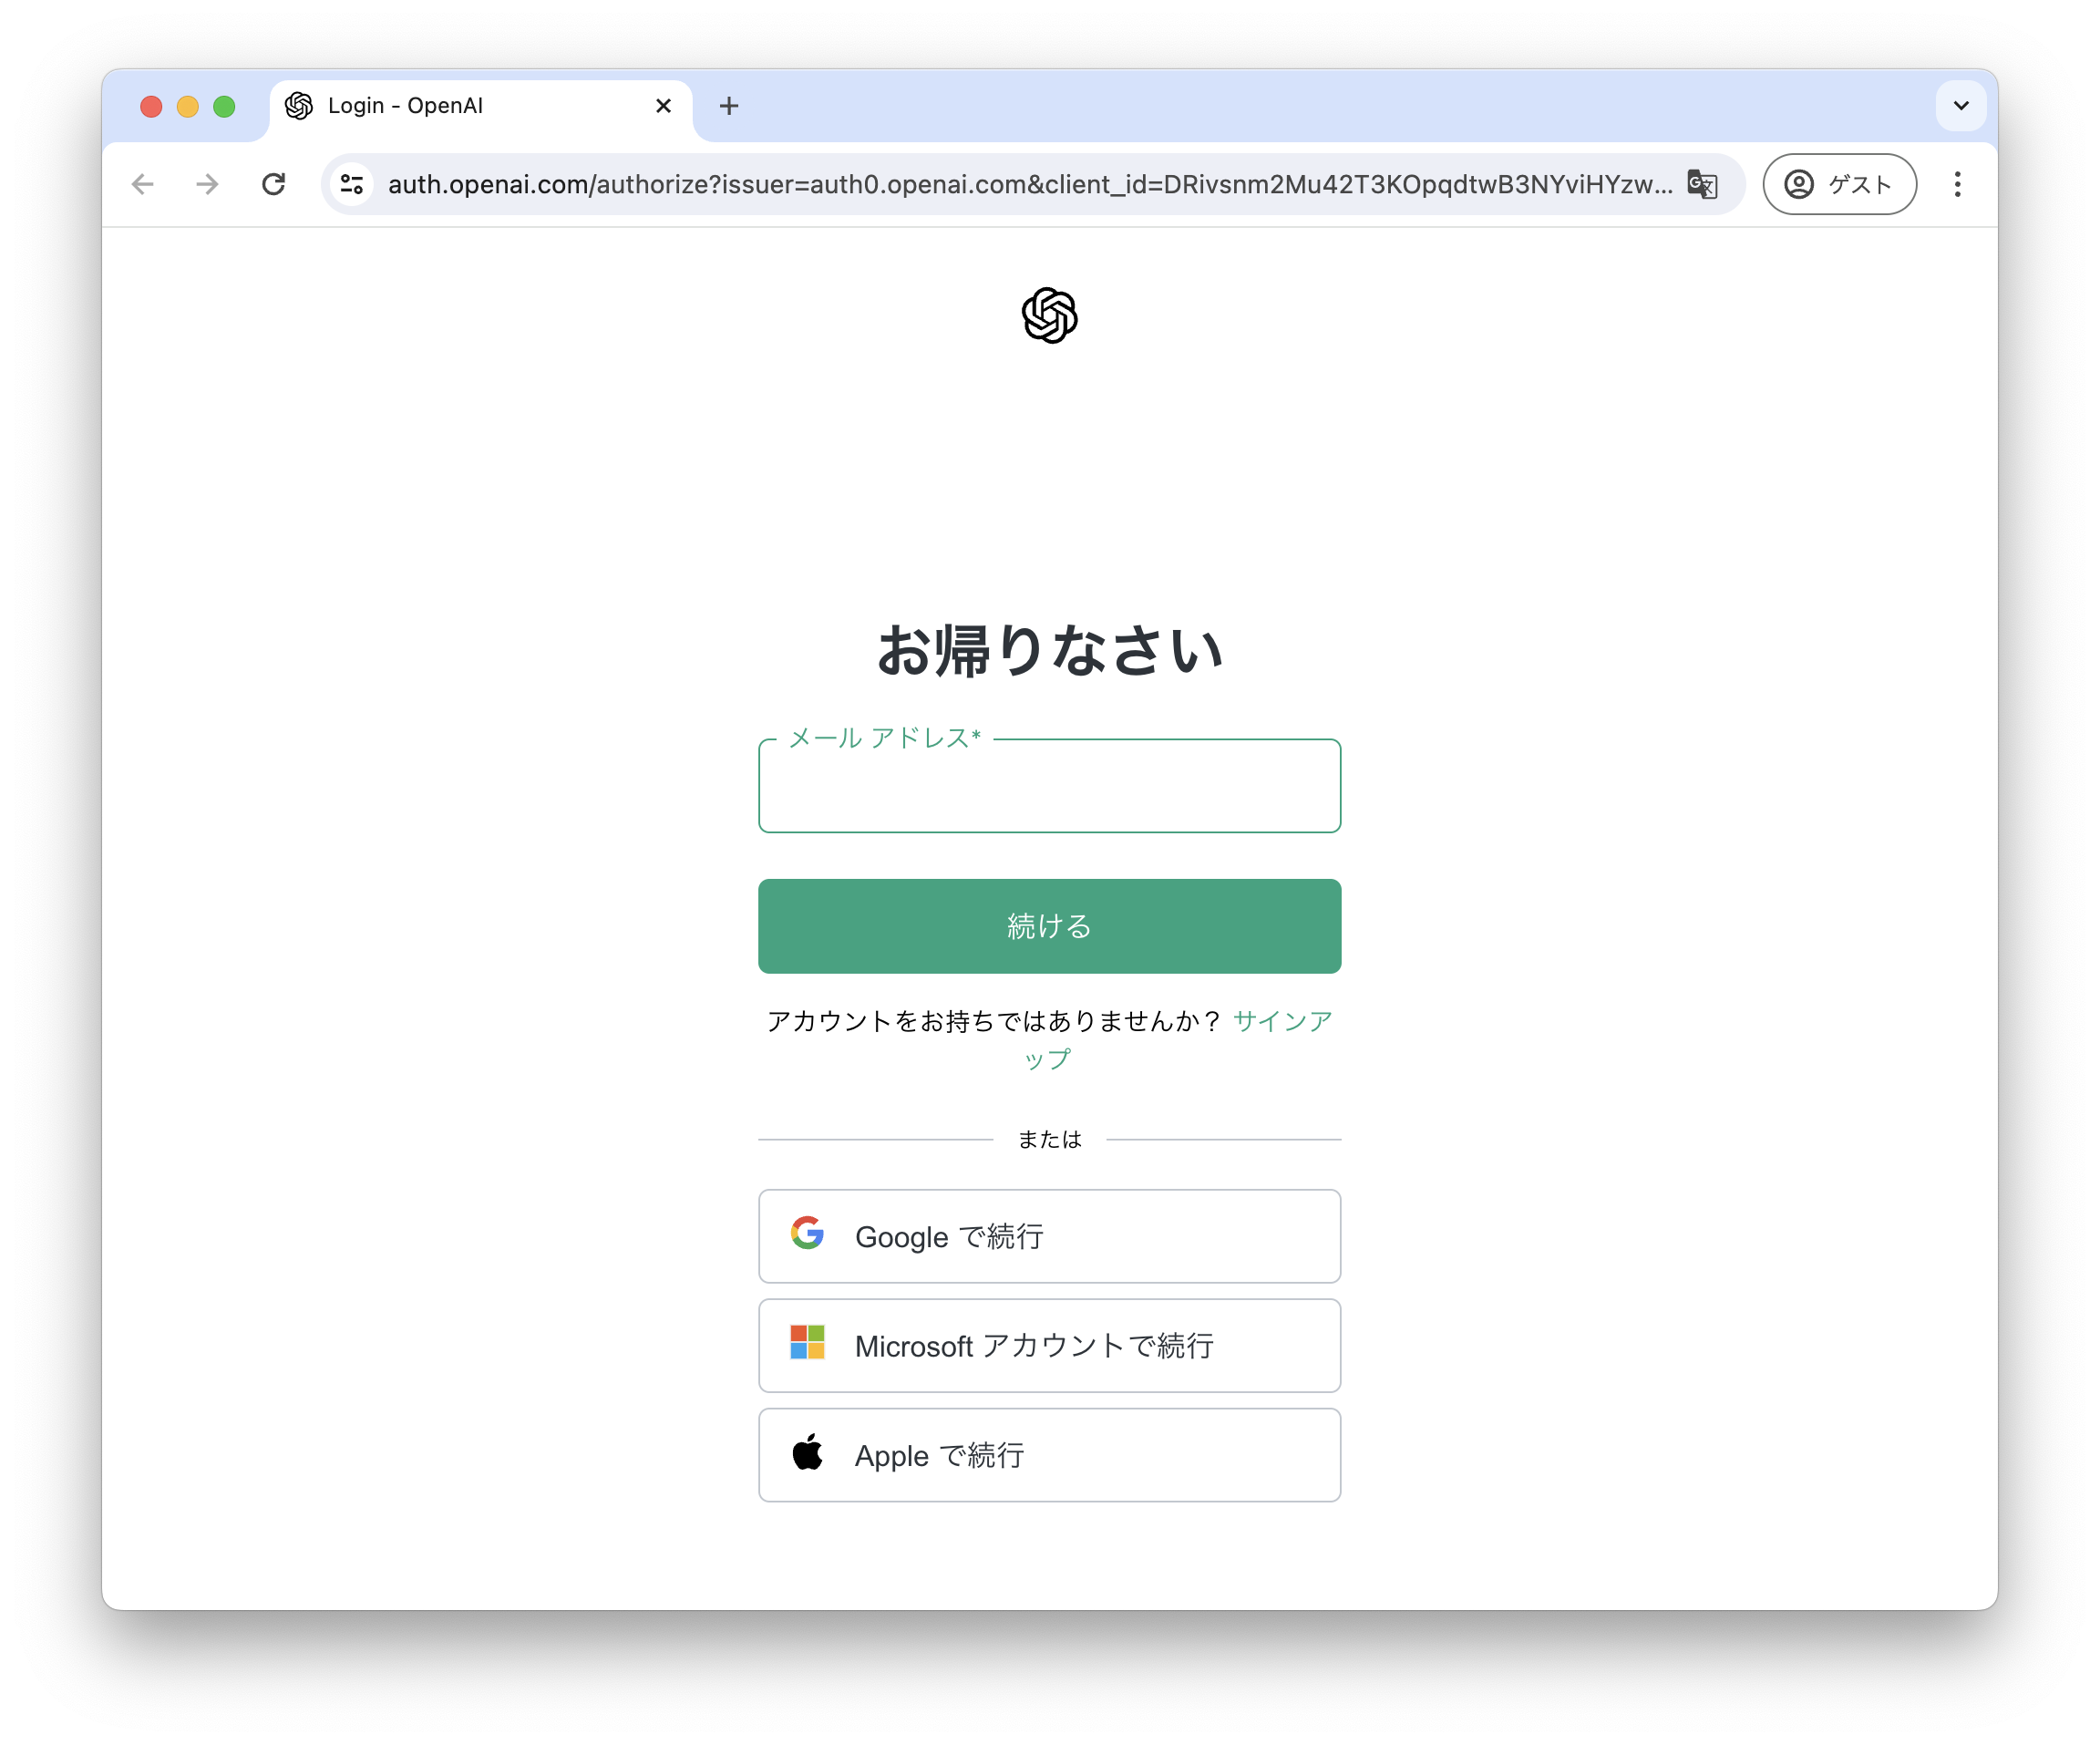 Login - OpenAI
auth.openai.com/authorize?issuer=auth0.openai.com&client_id=DRivsnm2Mu42T3KOpqdtwB3NYviHYzw...
ゲスト
お帰りなさい
メール アドレス*
続ける
アカウントをお持ちではありませんか？ サインア
ップ
または
Google で続行
Microsoft アカウントで続行
Apple で続行